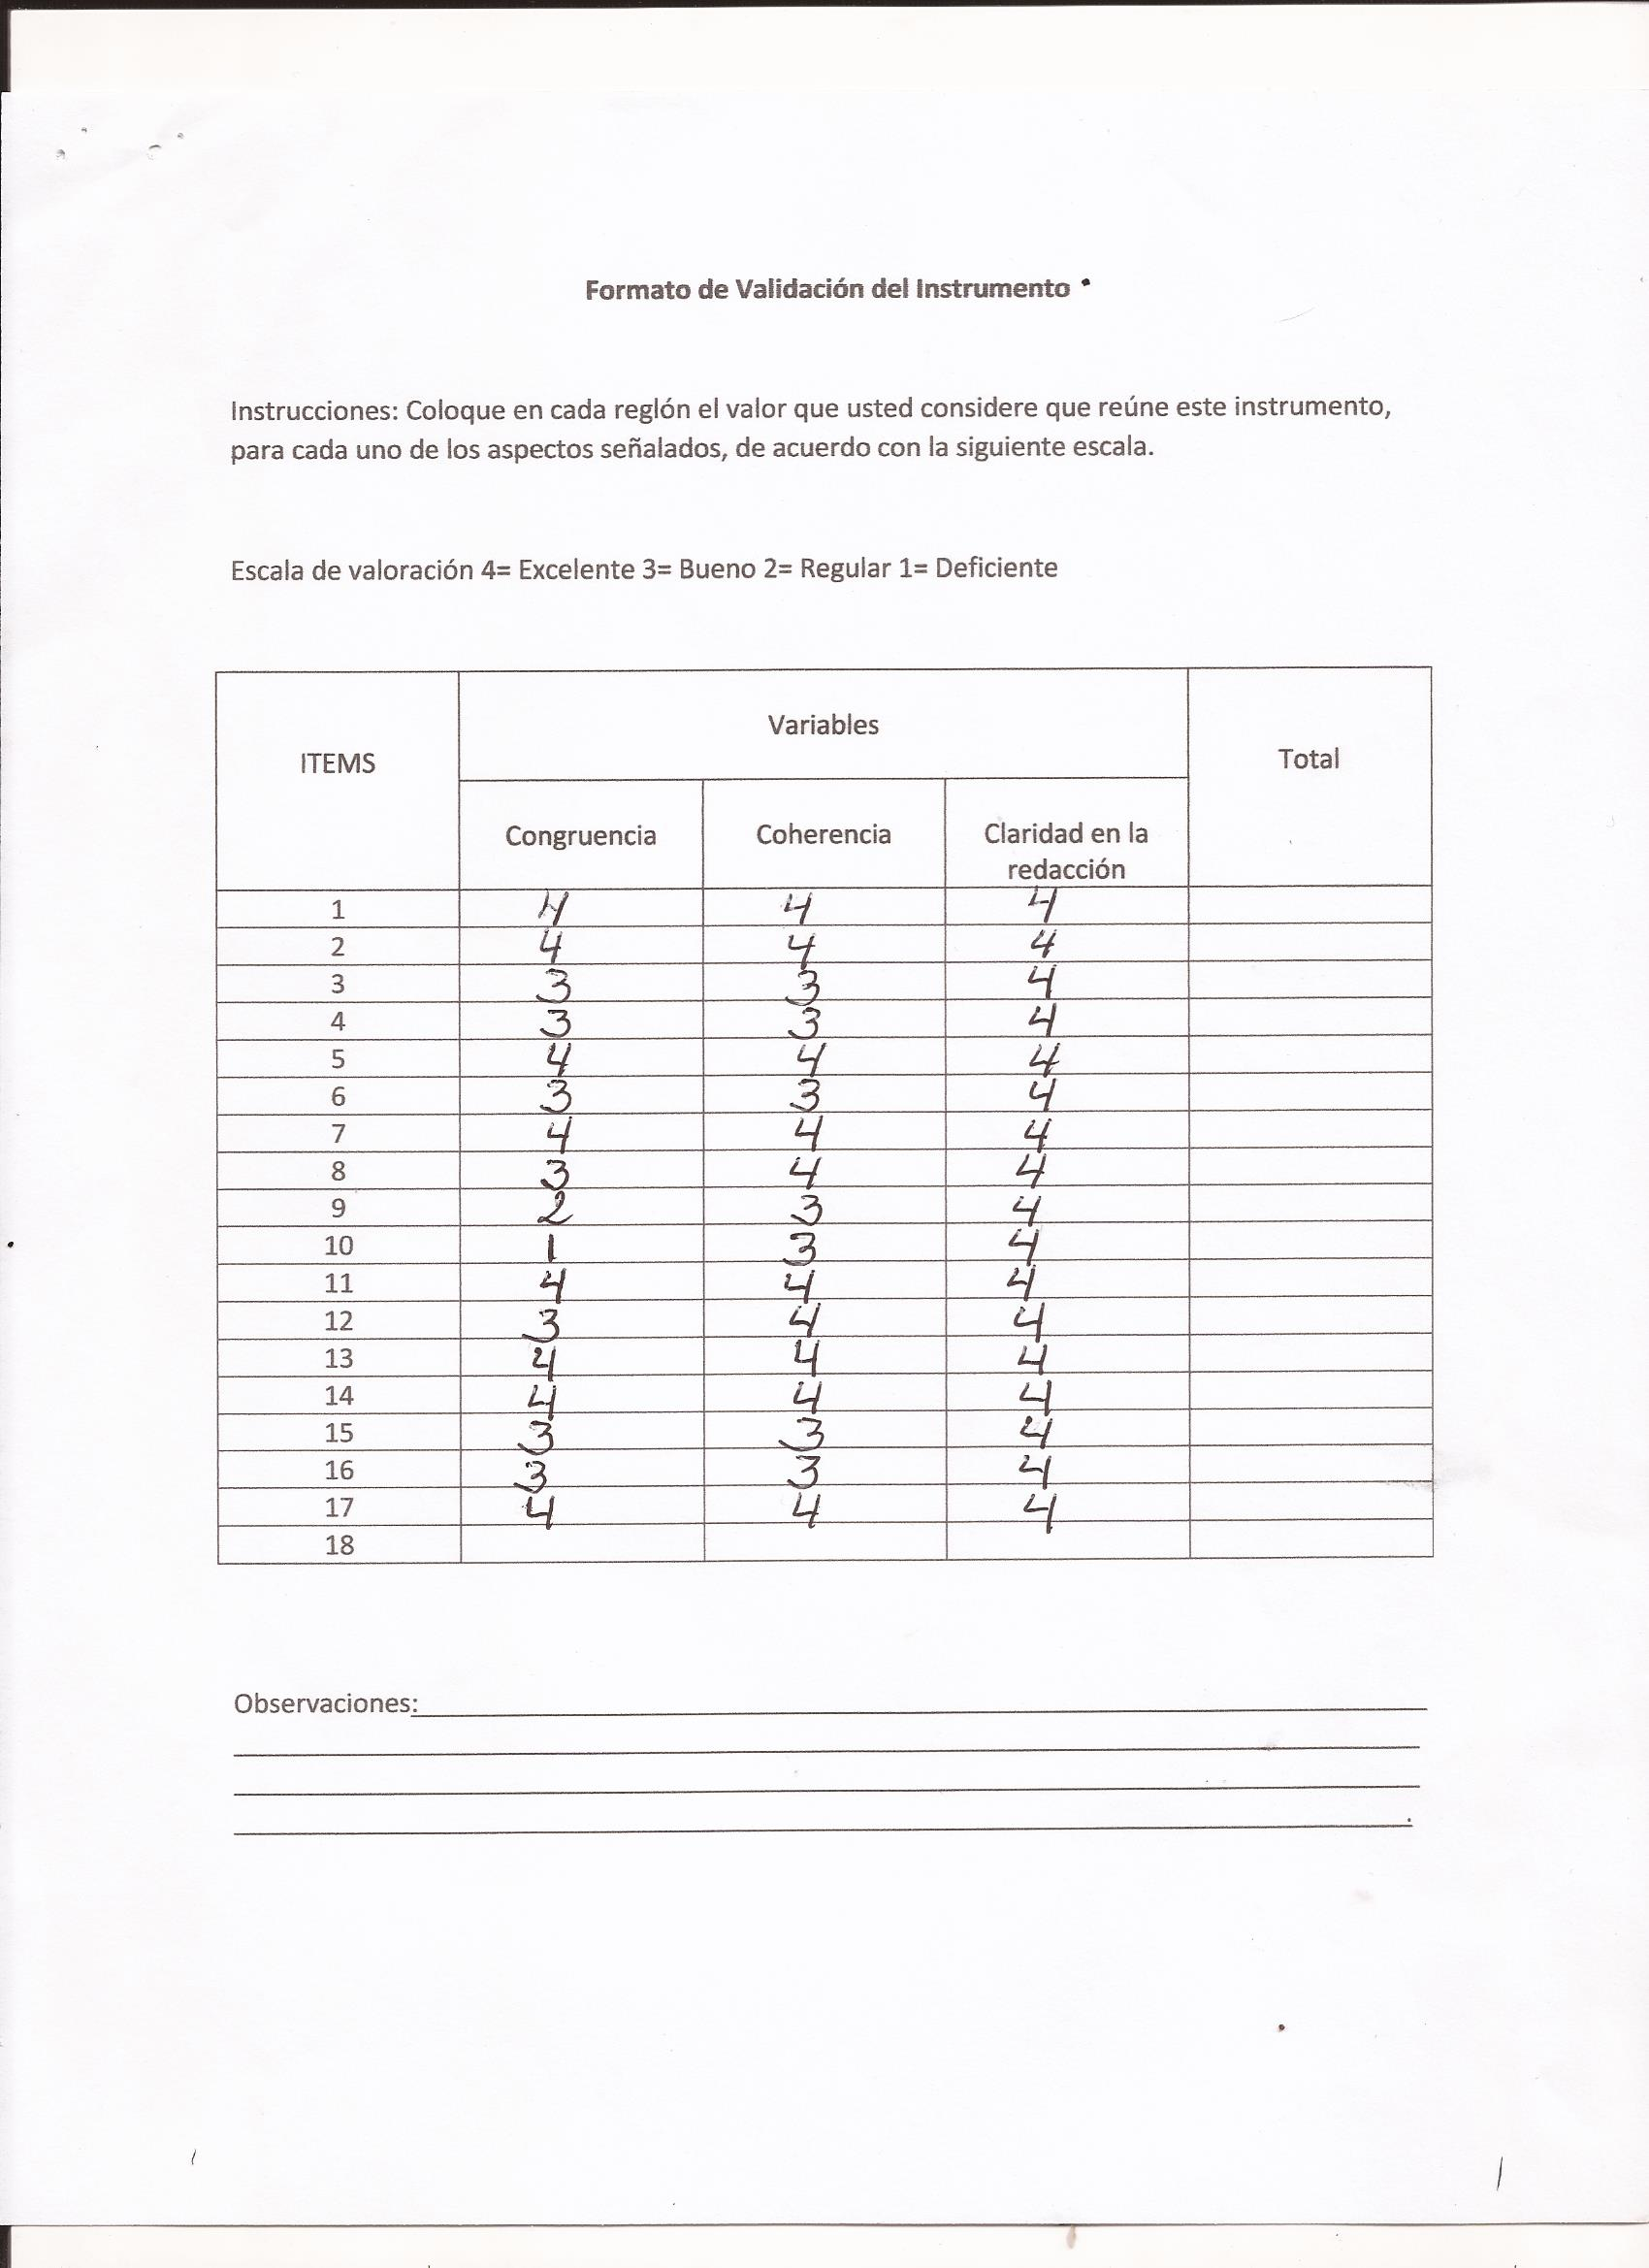 Formato de Validación del Instrumento
Instrucciones: Coloque en cada reglón el valor que usted considere que reúne este instrumento,
para cada uno de los aspectos señalados, de acuerdo con la siguiente escala.
Escala de valoración 4= Excelente 3= Bueno 2= Regular 1= Deficiente
ITEMS Variables Total
Congruencia Coherencia Claridad en la
redacción
1 4 4 4
2 4 4 4
3 3 3 4
4 3 3 4
5 4 4 4
6 3 3 4
7 4 4 4
8 3 4 4
9 2 3 4
10 1 3 4
11 4 4 4
12 3 4 4
13 4 4 4
14 4 4 4
15 3 3 4
16 3 3 4
17 4 4 4
18
Observaciones: